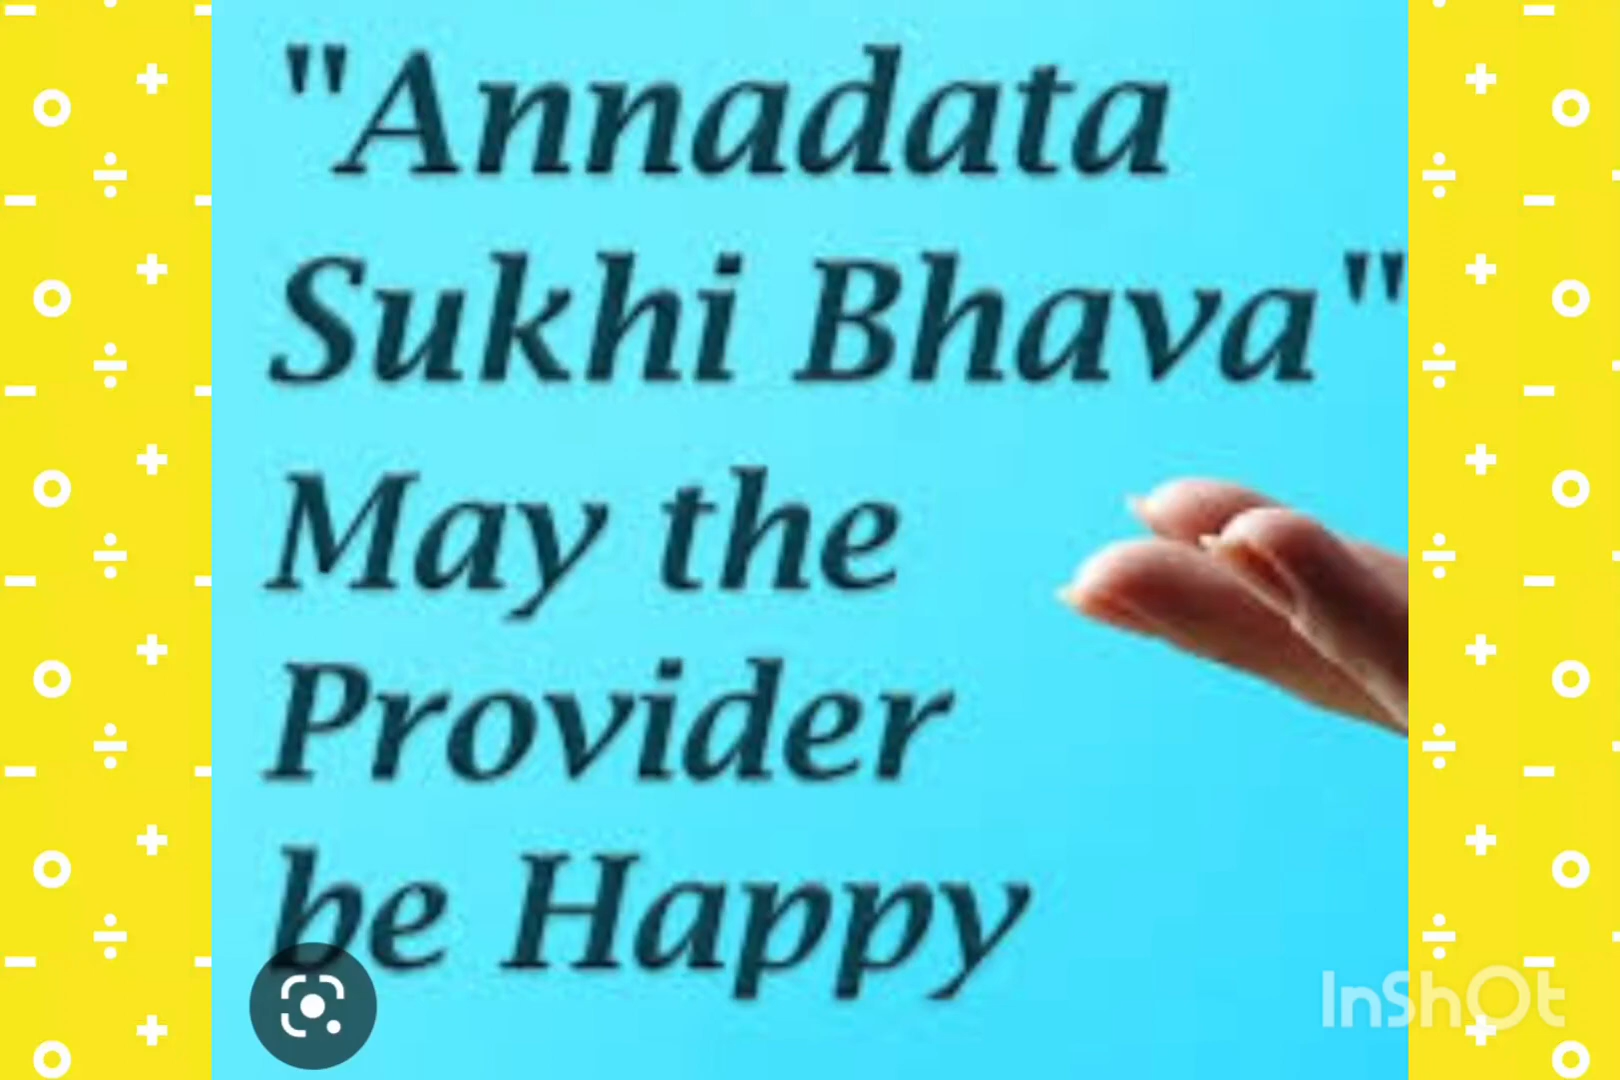 "Annadata
Sukhi Bhava"
May the
Provider
be Happy
InShOt